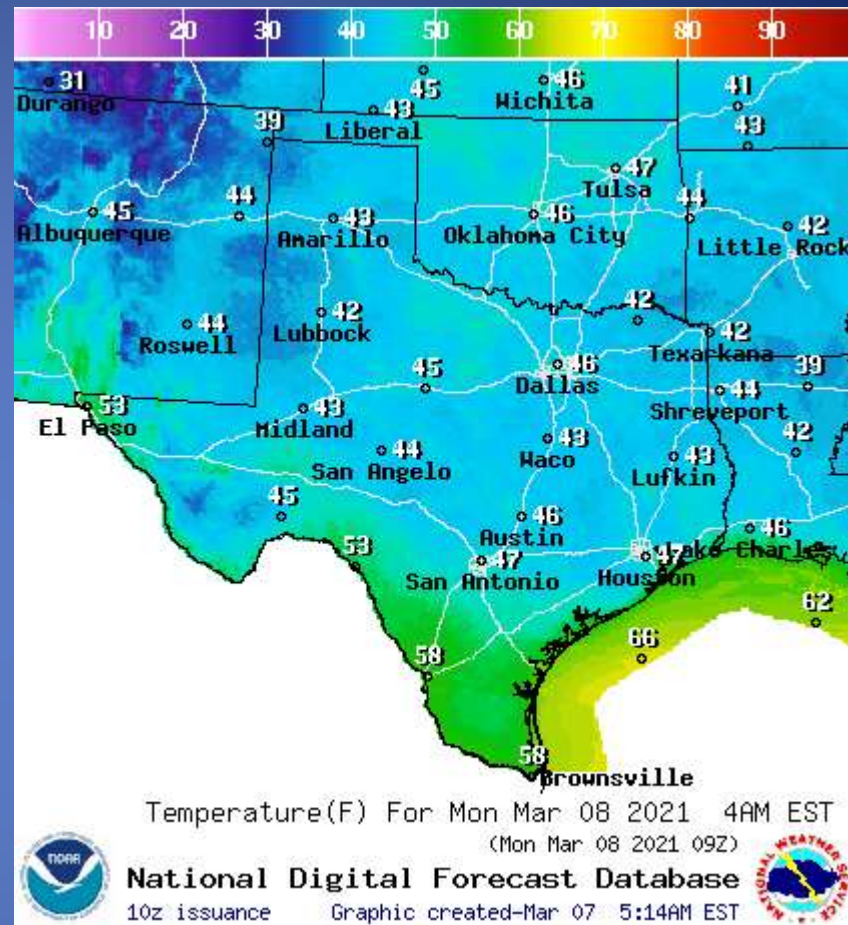 10 20 30 40 50 60 70 80 90
31
Durango
45
43
Liberal
46
Wichita
41
39
43
47
Tulsa
45
Albuquerque
44
43
Amarillo
46
Oklahoma City
44
42
Little Rock
44
Roswell
42
Lubbock
42
42
Texarkana
53
El Paso
43
Midland
45
46
Dallas
44
Shreveport
39
44
San Angelo
43
Waco
43
Lufkin
42
45
53
46
Austin
47
San Antonio
47
Houston
46
Lake Charles
58
66
62
58
Brownsville
Temperature(F) For Mon Mar 08 2021 4AM EST
(Mon Mar 08 2021 09Z)
NOAA
National Digital Forecast Database
10z issuance Graphic created-Mar 07 5:14AM EST
NATIONAL WEATHER SERVICE